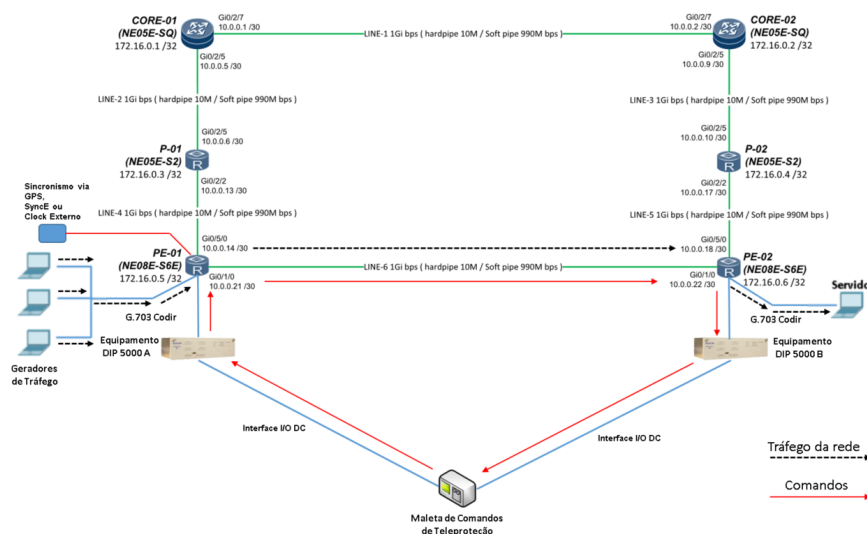 CORE-01
(NE05E-SQ)
172.16.0.1 /32
Gi0/2/7
10.0.0.1 /30
LINE-1 1Gi bps ( hardpipe 10M / Soft pipe 990M bps)
Gi0/2/7
10.0.0.2 /30
CORE-02
(NE05E-SQ)
172.16.0.2 /32
Gi0/2/5
10.0.0.5 /30
Gi0/2/5
10.0.0.9 /30
LINE-2 1Gi bps ( hardpipe 10M / Soft pipe 990M bps)
LINE-3 1Gi bps ( hardpipe 10M / Soft pipe 990M bps)
Gi0/2/5
10.0.0.6 /30
Gi0/2/5
10.0.0.10 /30
P-01
(NE05E-S2)
172.16.0.3 /32
R
P-02
(NE05E-S2)
172.16.0.4 /32
R
Gi0/2/2
10.0.0.13 /30
Gi0/2/2
10.0.0.17 /30
Sincronismo via
GPS,
SyncE ou
Clock Externo
LINE-4 1Gi bps ( hardpipe 10M / Soft pipe 990M bps)
LINE-5 1Gi bps ( hardpipe 10M / Soft pipe 990M bps)
Gi0/5/0
10.0.0.14 /30
Gi0/5/0
10.0.0.18 /30
PE-01
(NE08E-S6E)
172.16.0.5 /32
R
LINE-6 1Gi bps ( hardpipe 10M / Soft pipe 990M bps)
PE-02
(NE08E-S6E)
172.16.0.6 /32
R
Gi0/1/0
10.0.0.21 /30
Gi0/1/0
10.0.0.22 /30
Servido
G.703 Codir
G.703 Codir
Geradores
de Tráfego
Equipamento
DIP 5000 A
Equipamento
DIP 5000 B
Interface I/O DC
Interface I/O DC
Maleta de Comandos
de Teleproteção
Tráfego da rede
Comandos